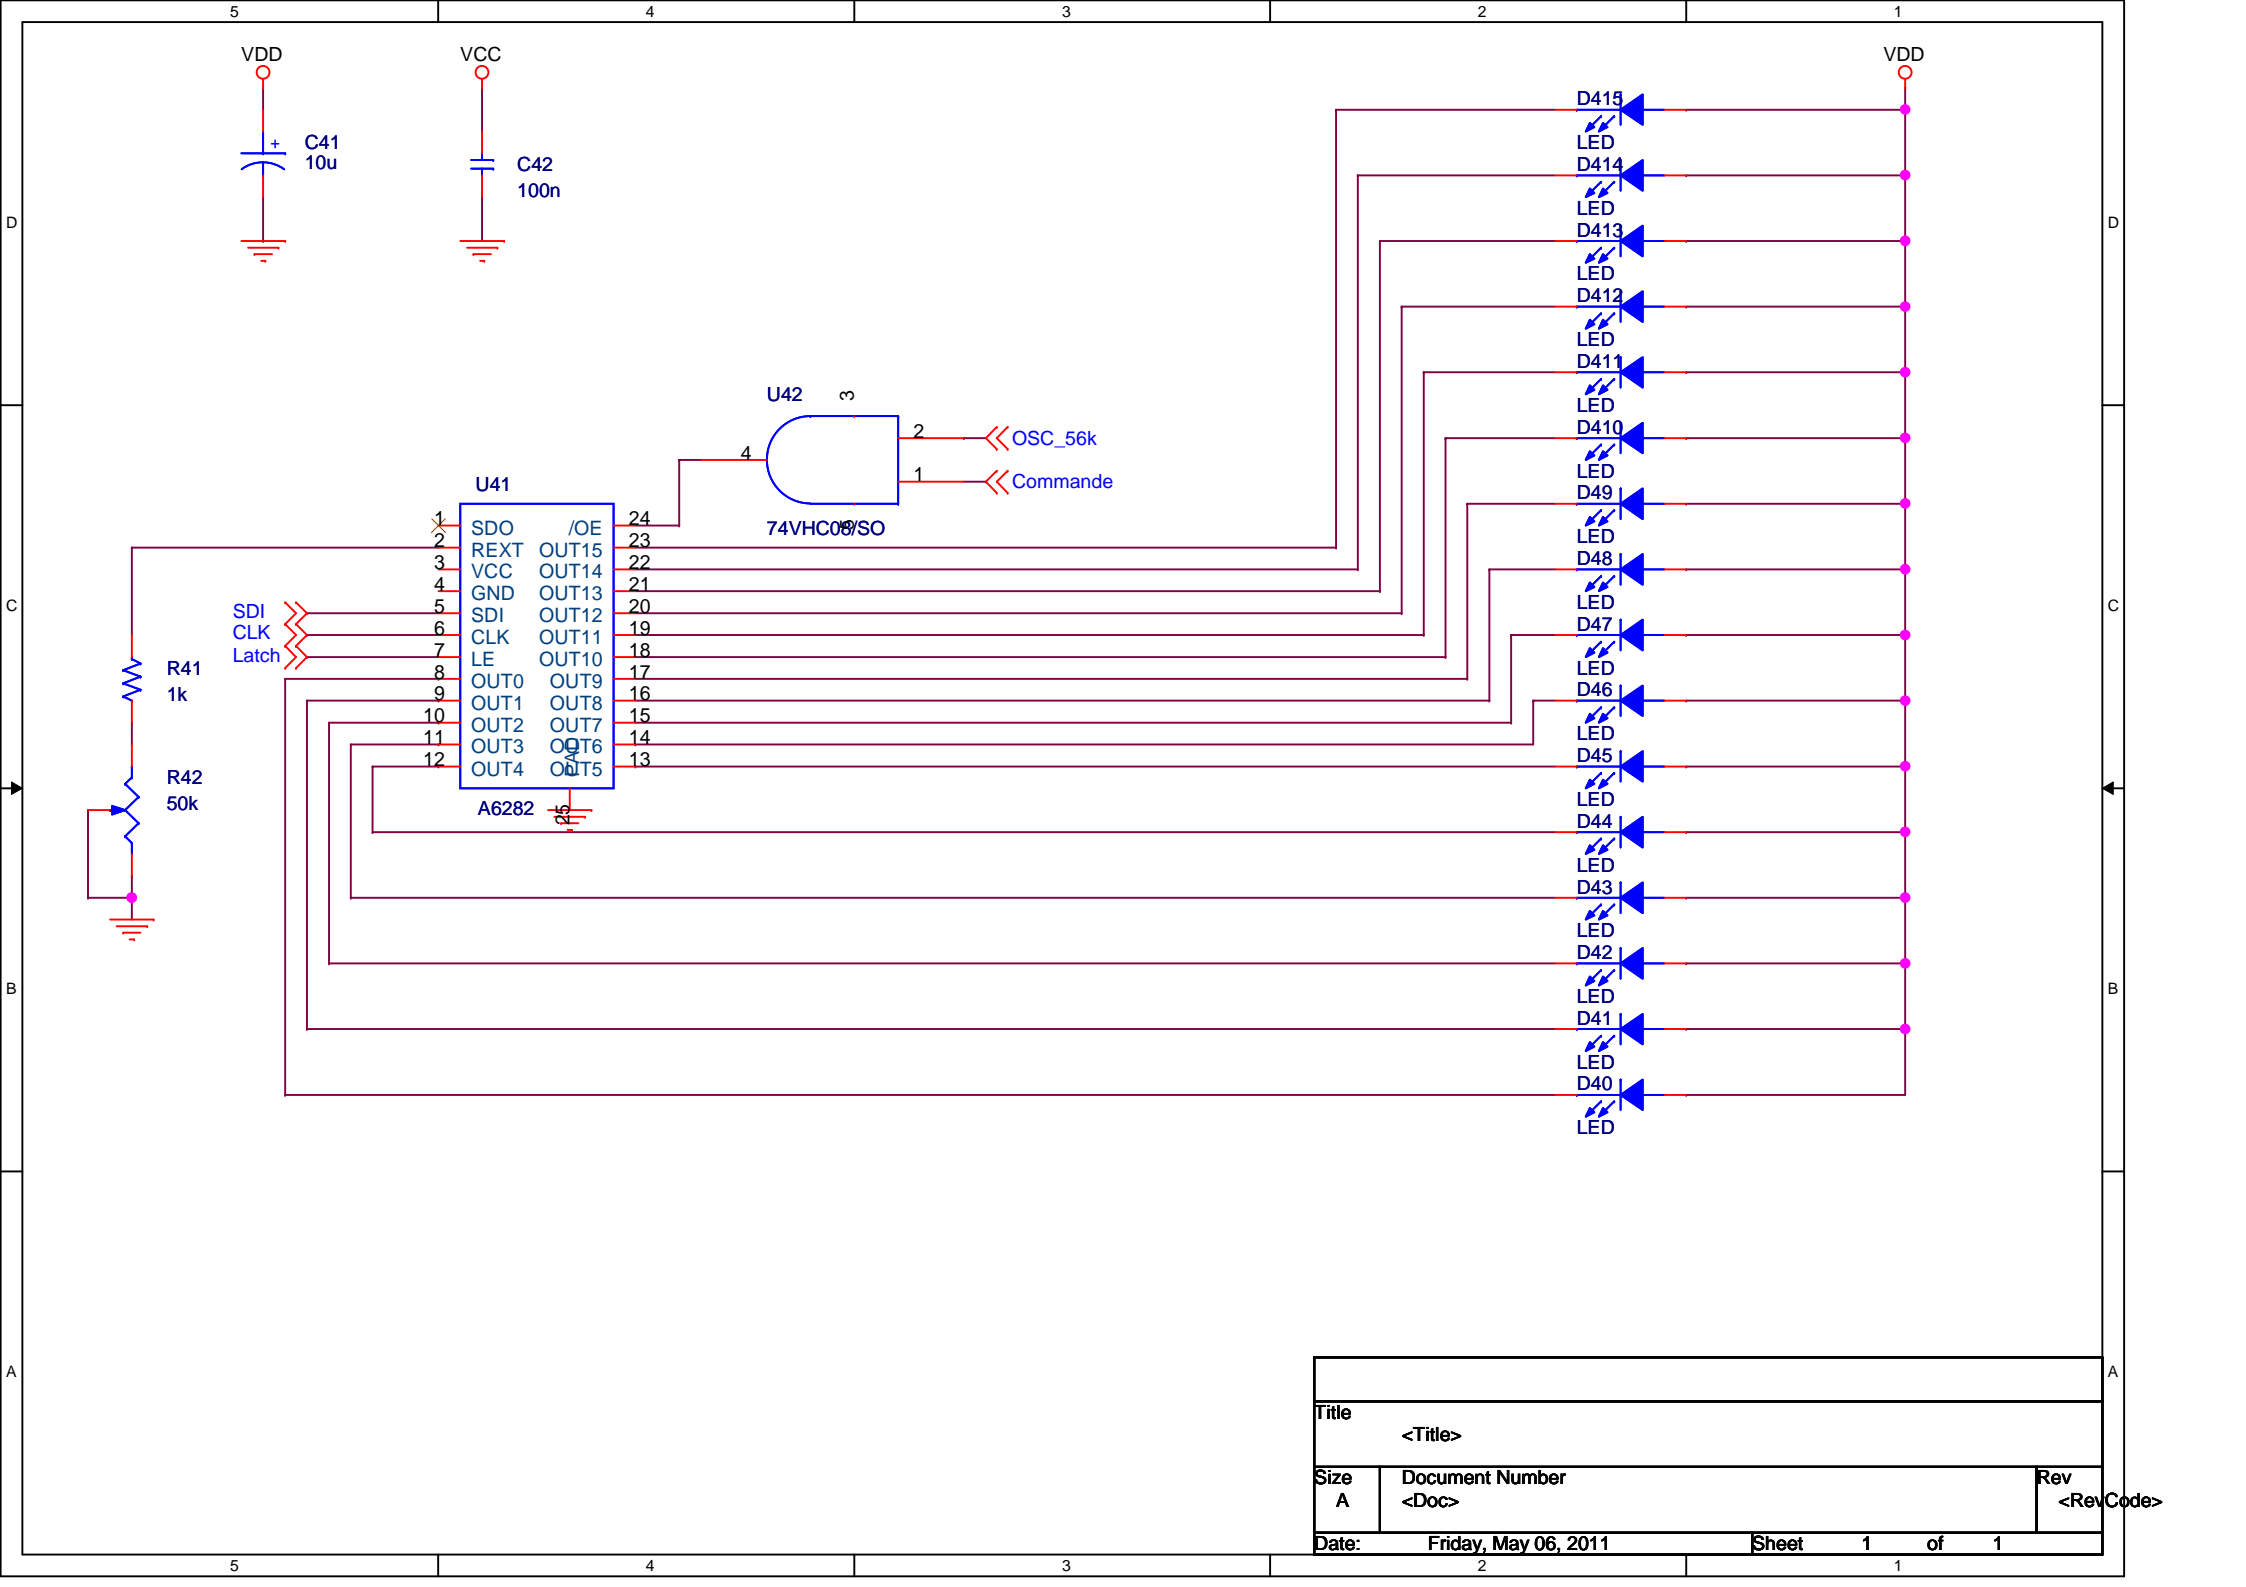 5 4 3 2 1
VDD
VCC
VDD
+
C41
10u
C42
100n
D D
D415
LED
D414
LED
D413
LED
D412
LED
D411
LED
D410
LED
D49
LED
D48
LED
D47
LED
D46
LED
D45
LED
D44
LED
D43
LED
D42
LED
D41
LED
D40
LED
U42
3
2
OSC_56k
4
1
Commande
74VHC08/SO
U41
1 SDO /OE 24
2 REXT OUT15 23
3 VCC OUT14 22
4 GND OUT13 21
SDI 5 SDI OUT12 20
CLK 6 CLK OUT11 19
Latch 7 LE OUT10 18
8 OUT0 OUT9 17
9 OUT1 OUT8 16
10 OUT2 OUT7 15
11 OUT3 OUT6 14
12 OUT4 OUT5 13
PAD
A6282
25
C C
R41
1k
R42
50k
B B
A A
Title
<Title>
Size Document Number Rev
A <Doc> <RevCode>
Date: Friday, May 06, 2011 Sheet 1 of 1
5 4 3 2 1